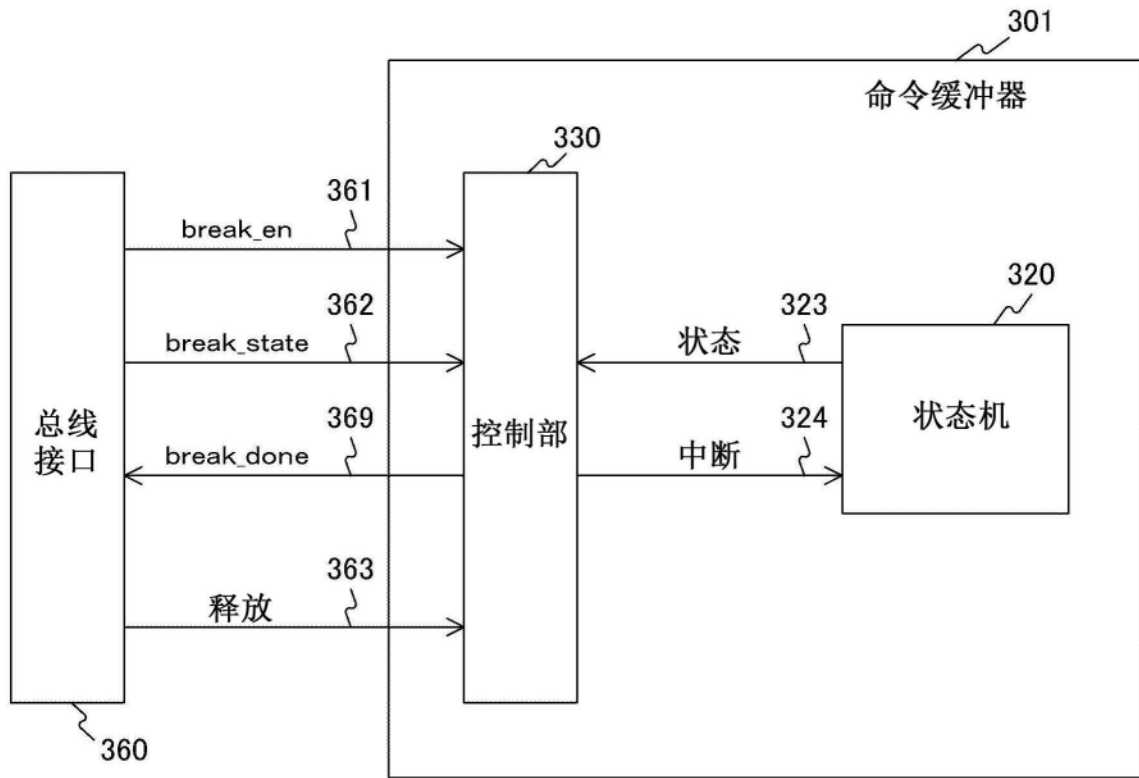 301
命令缓冲器
330
361
break_en
320
362
break_state
323
状态
总线
接口
369
break_done
控制部
324
中断
状态机
363
释放
360